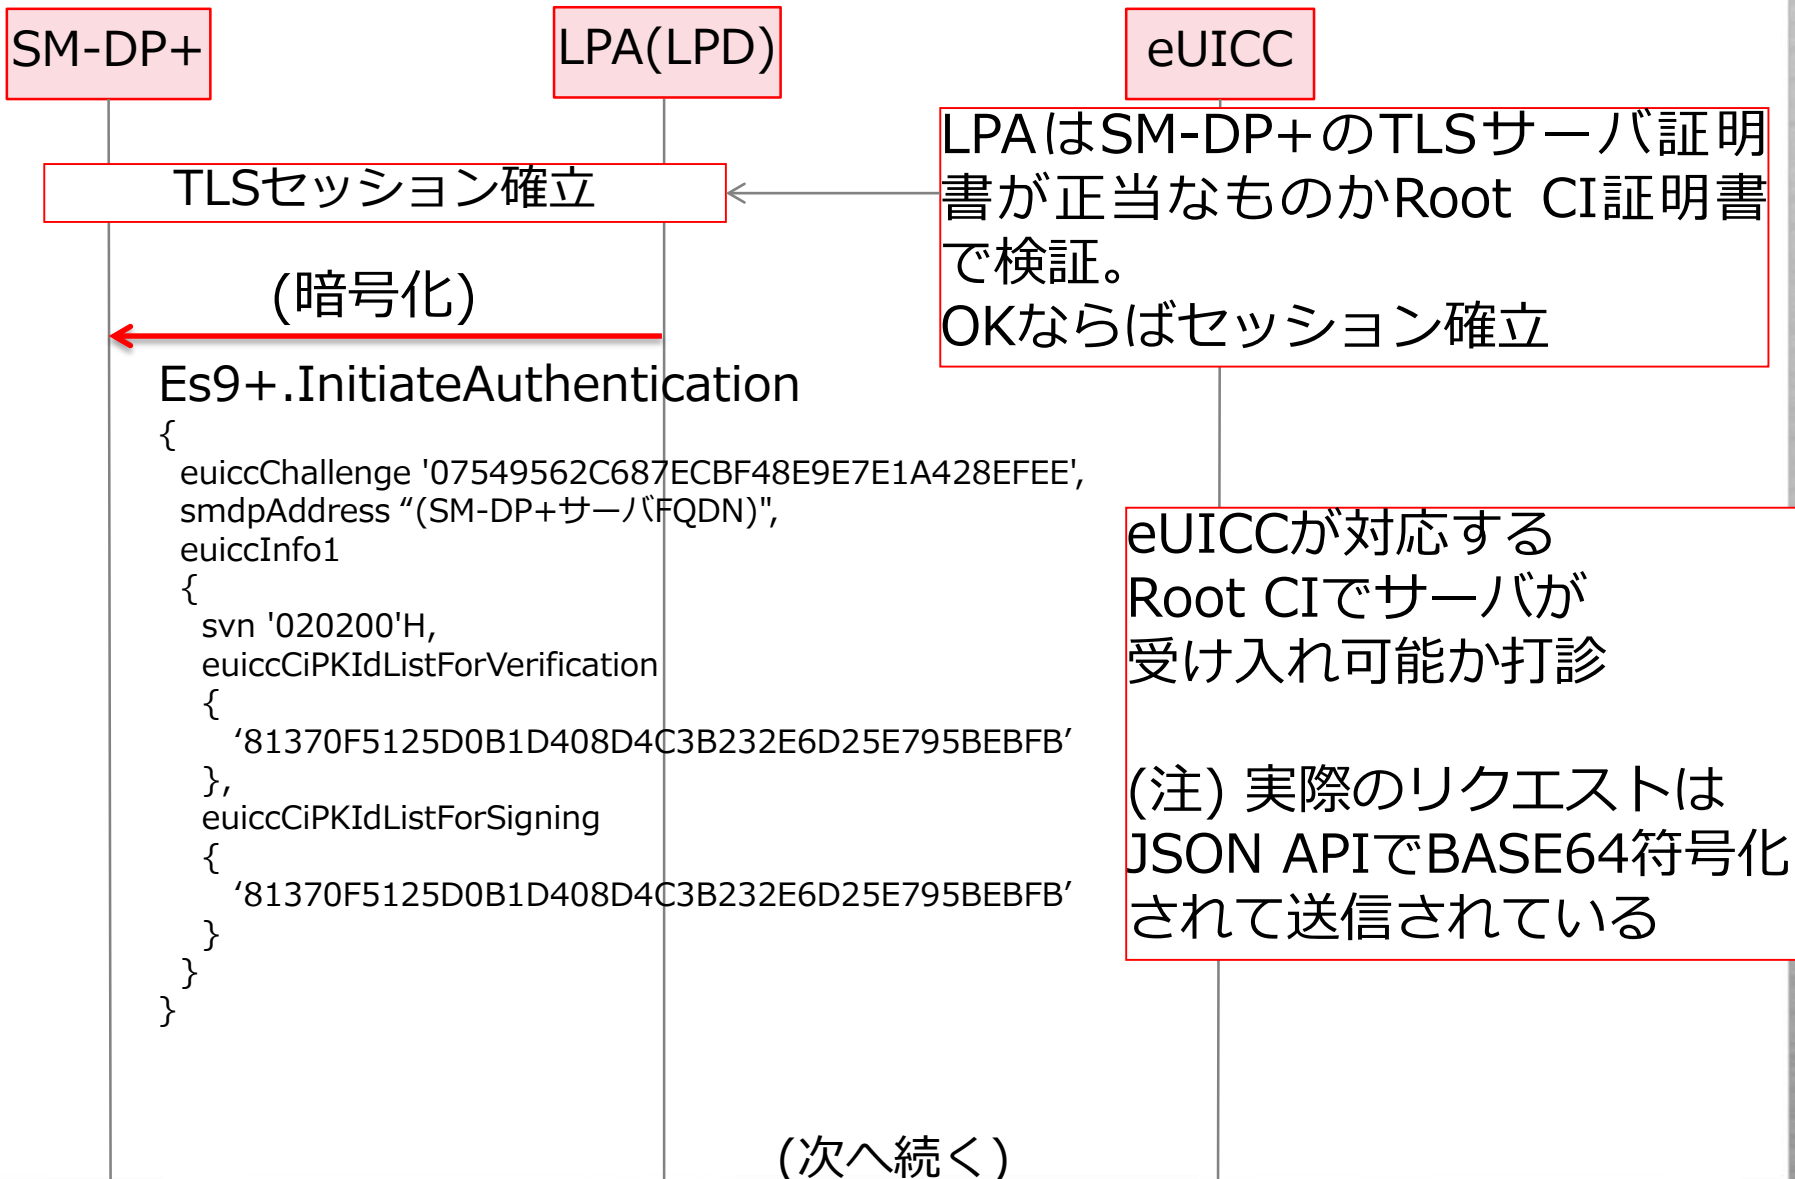 SM-DP+
LPA(LPD)
eUICC
LPAはSM-DP+のTLSサーバ証明
書が正当なものかRoot CI証明書
で検証。
OKならばセッション確立
TLSセッション確立
(暗号化)
Es9+.InitiateAuthentication
{
euiccChallenge '07549562C687ECBF48E9E7E1A428EFEE',
smdpAddress “(SM-DP+サーバFQDN)",
euiccInfo1
{
svn '020200'H,
euiccCiPKIdListForVerification
{
‘81370F5125D0B1D408D4C3B232E6D25E795BEBFB’
},
euiccCiPKIdListForSigning
{
‘81370F5125D0B1D408D4C3B232E6D25E795BEBFB’
}
}
}
eUICCが対応する
Root CIでサーバが
受け入れ可能か打診
(注) 実際のリクエストは
JSON APIでBASE64符号化
されて送信されている
(次へ続く)